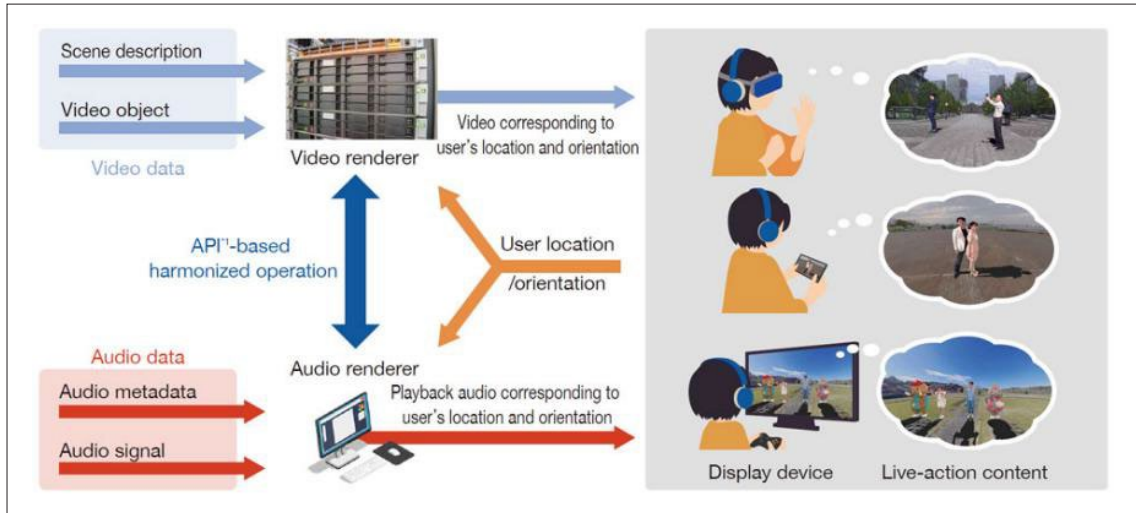 Scene description
Video object
Video data
Video renderer
Video corresponding to
user's location and orientation
API*1-based
harmonized operation
User location
/orientation
Audio data
Audio metadata
Audio signal
Audio renderer
Playback audio corresponding to
user's location and orientation
Display device
Live-action content